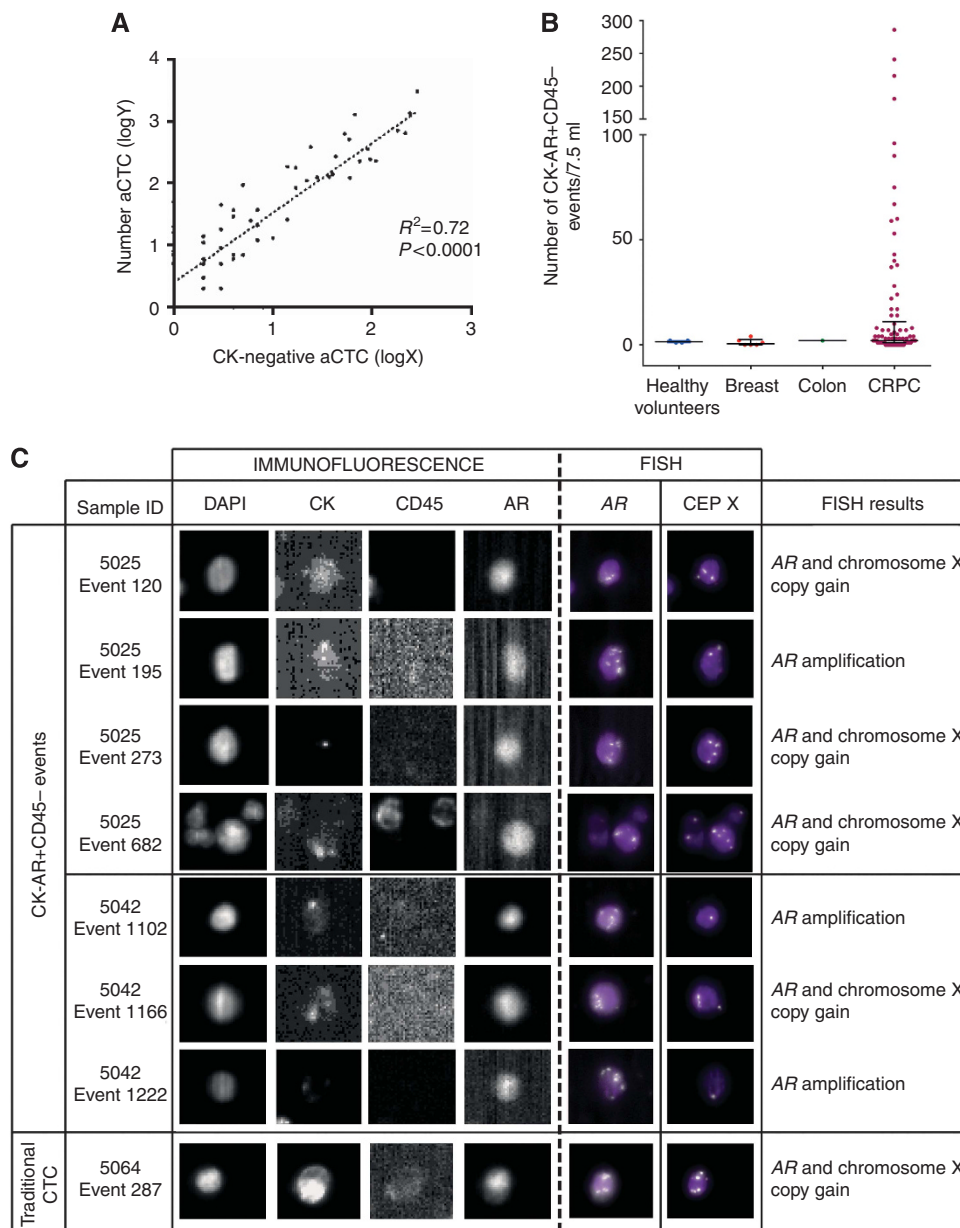 A
4
3
2
1
0
0
1
2
3
Number aCTC (logY)
CK-negative aCTC (logX)
R²=0.72
P<0.0001
B
300
250
200
150
100
50
0
Number of CK-AR+CD45–
events/7.5 ml
Healthy
volunteers
Breast
Colon
CRPC
C
IMMUNOFLUORESCENCE
FISH
Sample ID
DAPI
CK
CD45
AR
AR
CEP X
FISH results
CK-AR+CD45– events
5025
Event 120
AR and chromosome X
copy gain
5025
Event 195
AR amplification
5025
Event 273
AR and chromosome X
copy gain
5025
Event 682
AR and chromosome X
copy gain
5042
Event 1102
AR amplification
5042
Event 1166
AR and chromosome X
copy gain
5042
Event 1222
AR amplification
Traditional
CTC
5064
Event 287
AR and chromosome X
copy gain